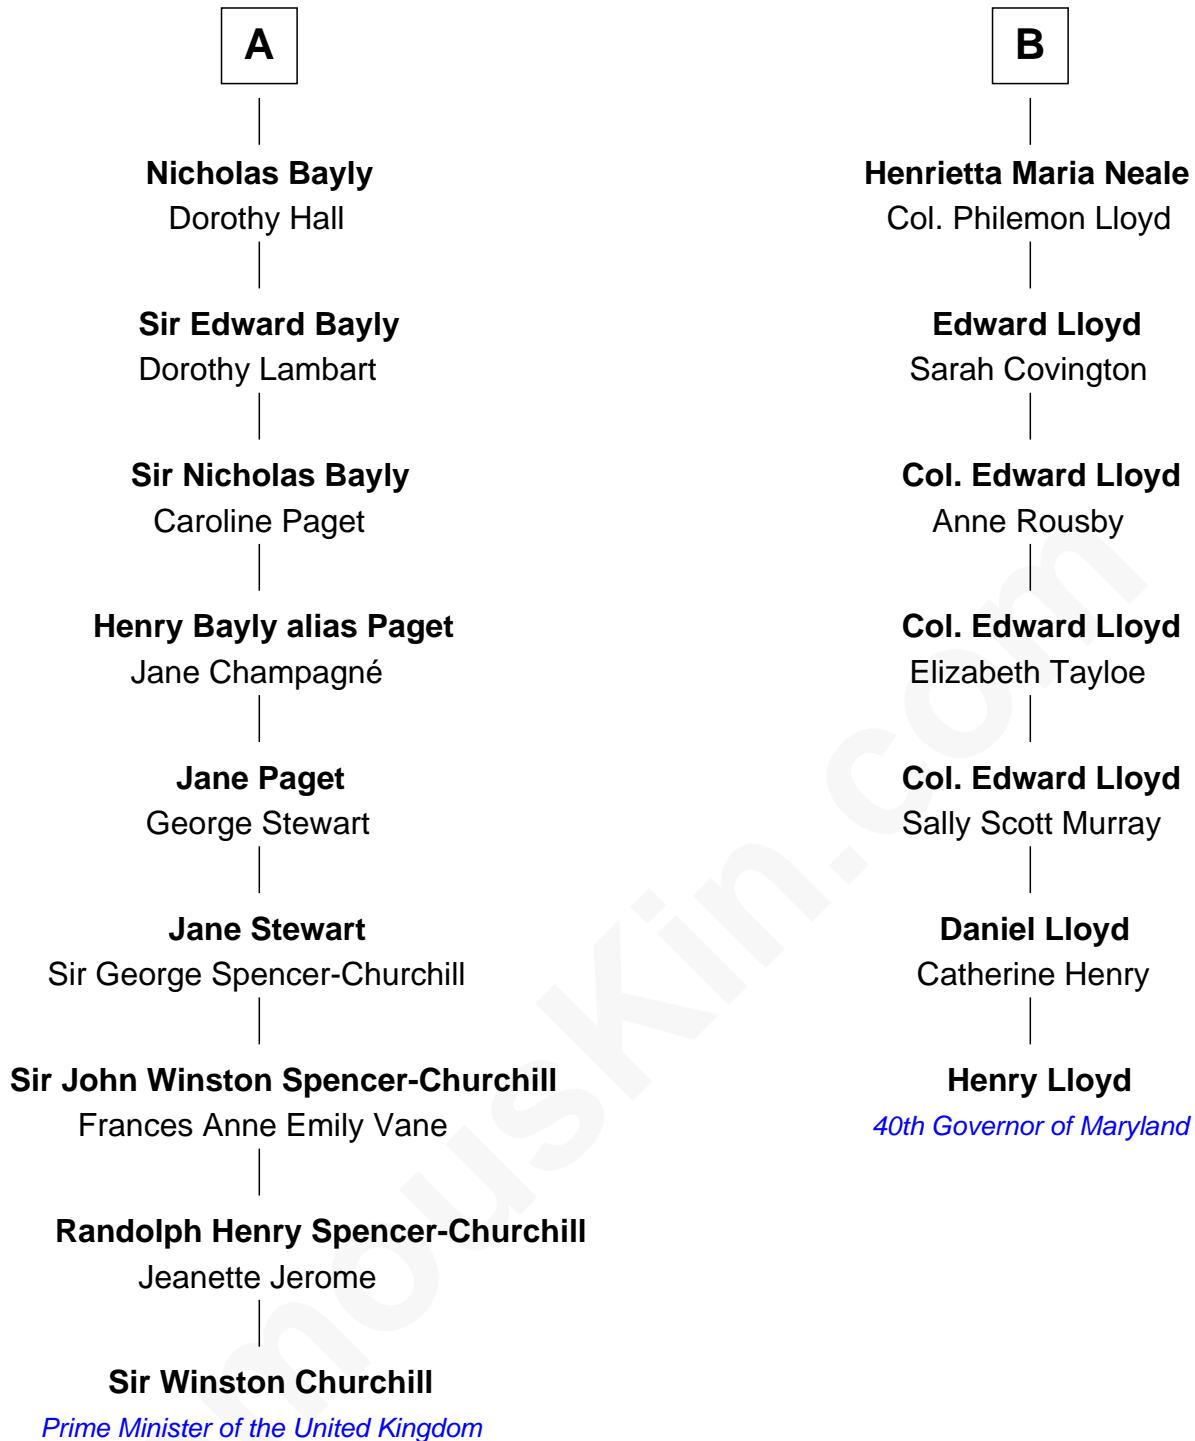 A
Nicholas Bayly
Dorothy Hall
Sir Edward Bayly
Dorothy Lambart
Sir Nicholas Bayly
Caroline Paget
Henry Bayly alias Paget
Jane Champagné
Jane Paget
George Stewart
Jane Stewart
Sir George Spencer-Churchill
Sir John Winston Spencer-Churchill
Frances Anne Emily Vane
Randolph Henry Spencer-Churchill
Jeanette Jerome
Sir Winston Churchill
Prime Minister of the United Kingdom
B
Henrietta Maria Neale
Col. Philemon Lloyd
Edward Lloyd
Sarah Covington
Col. Edward Lloyd
Anne Rousby
Col. Edward Lloyd
Elizabeth Tayloe
Col. Edward Lloyd
Sally Scott Murray
Daniel Lloyd
Catherine Henry
Henry Lloyd
40th Governor of Maryland
mousKin.com